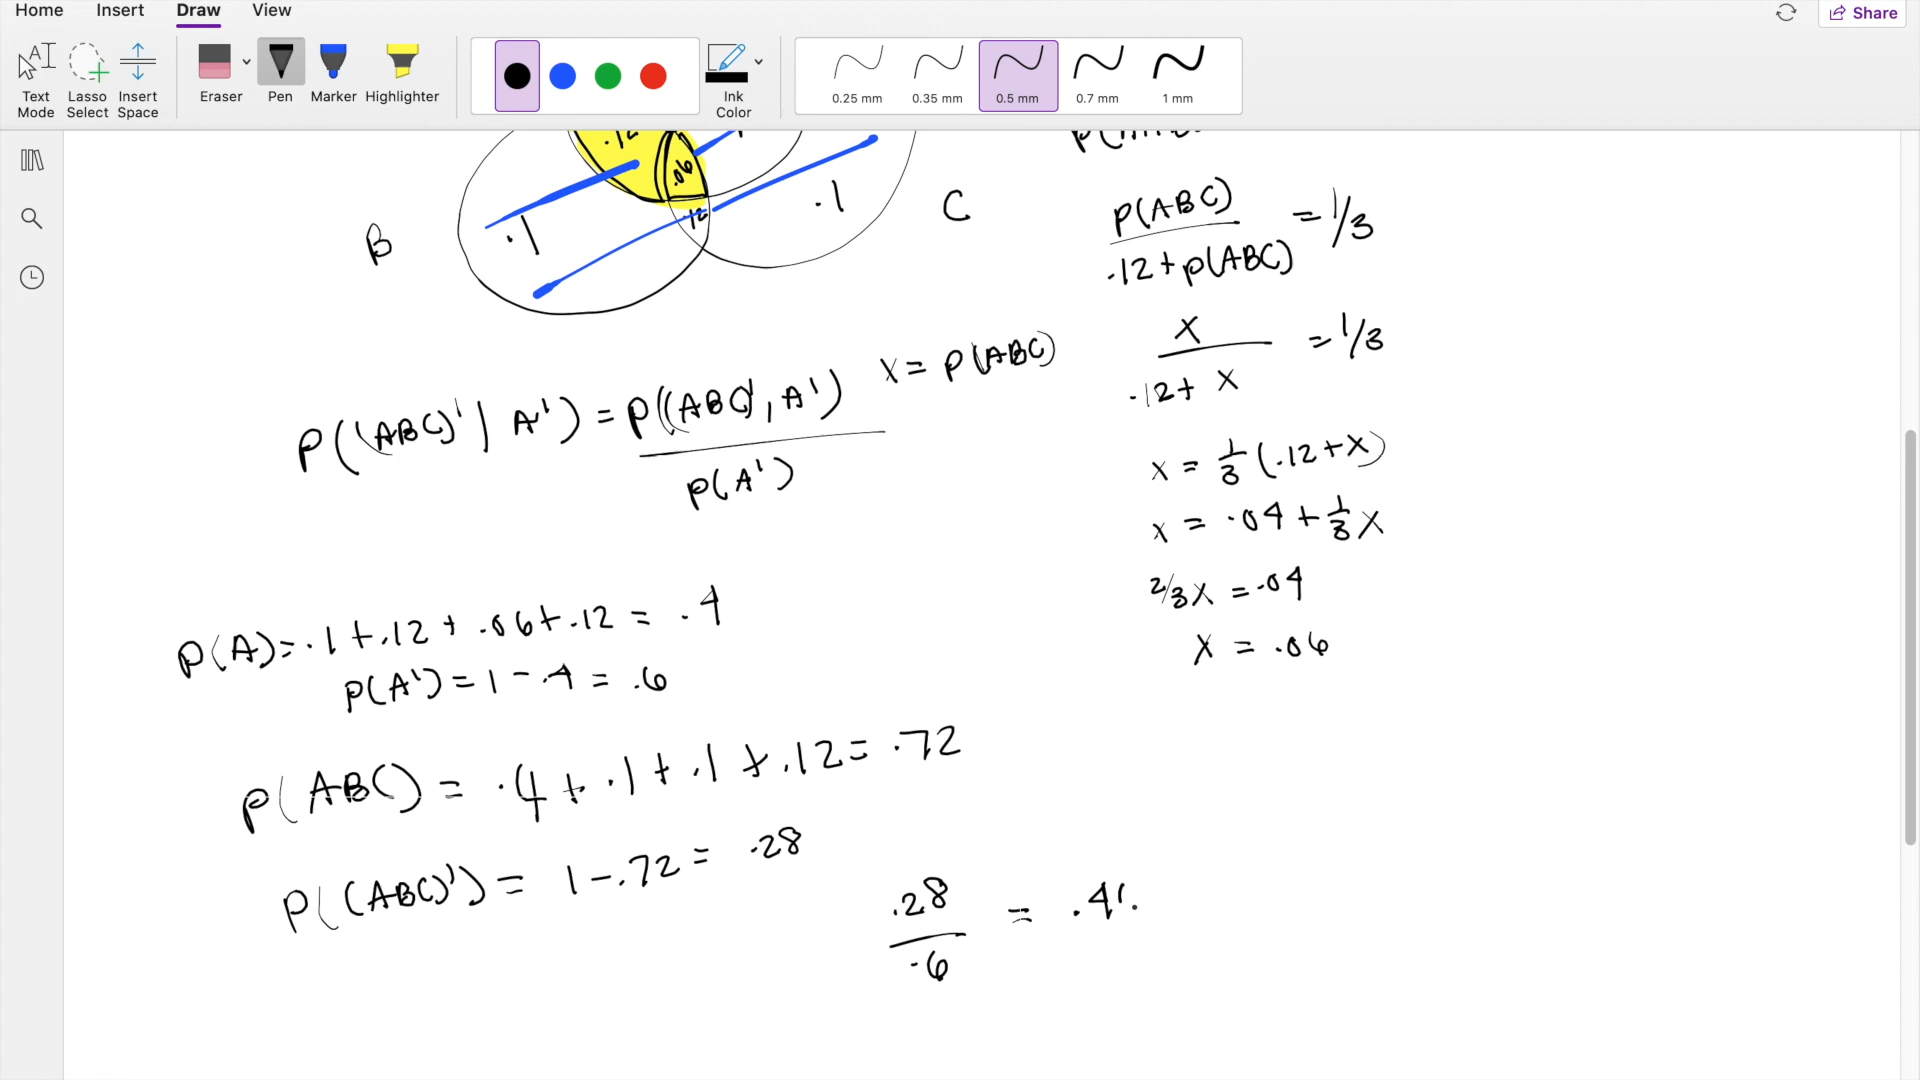 Home Insert Draw View Share
Text Mode Lasso Select Insert Space Eraser Pen Marker Highlighter Ink Color 0.25 mm 0.35 mm 0.5 mm 0.7 mm 1 mm
.12
.06
.12
.1
.1
B
C
P(ABC) / .12 + P(ABC) = 1/3
X / .12 + X = 1/3
X = P(ABC)
P((ABC)' | A') = P((ABC)', A') / P(A')
X = 1/3 (.12 + X)
X = .04 + 1/3 X
2/3 X = .04
X = .06
P(A) = .1 + .12 + .06 + .12 = .4
P(A') = 1 - .4 = .6
P(ABC) = .4 + .1 + .1 + .12 = .72
P((ABC)') = 1 - .72 = .28
.28 / .6 =